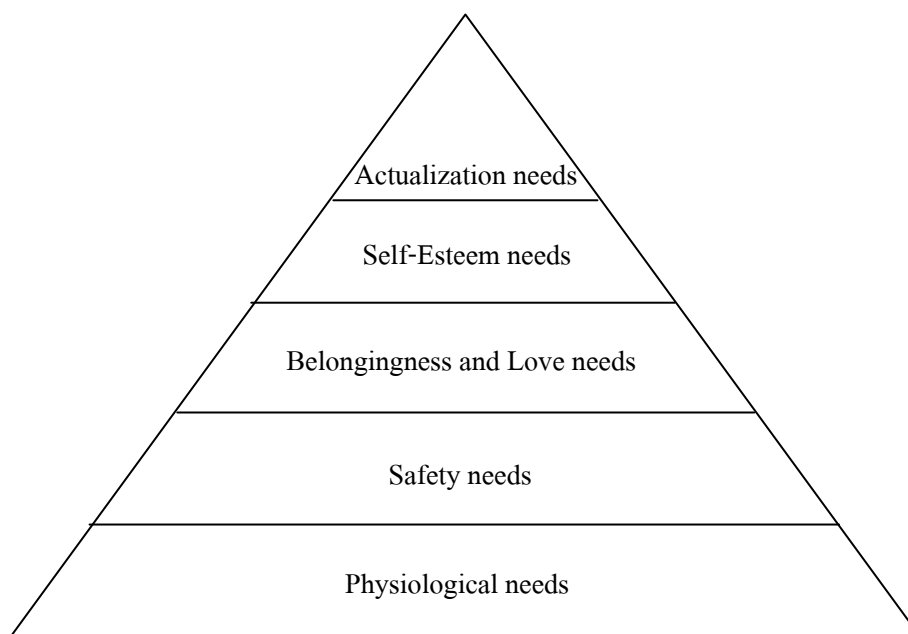 Actualization needs
Self-Esteem needs
Belongingness and Love needs
Safety needs
Physiological needs